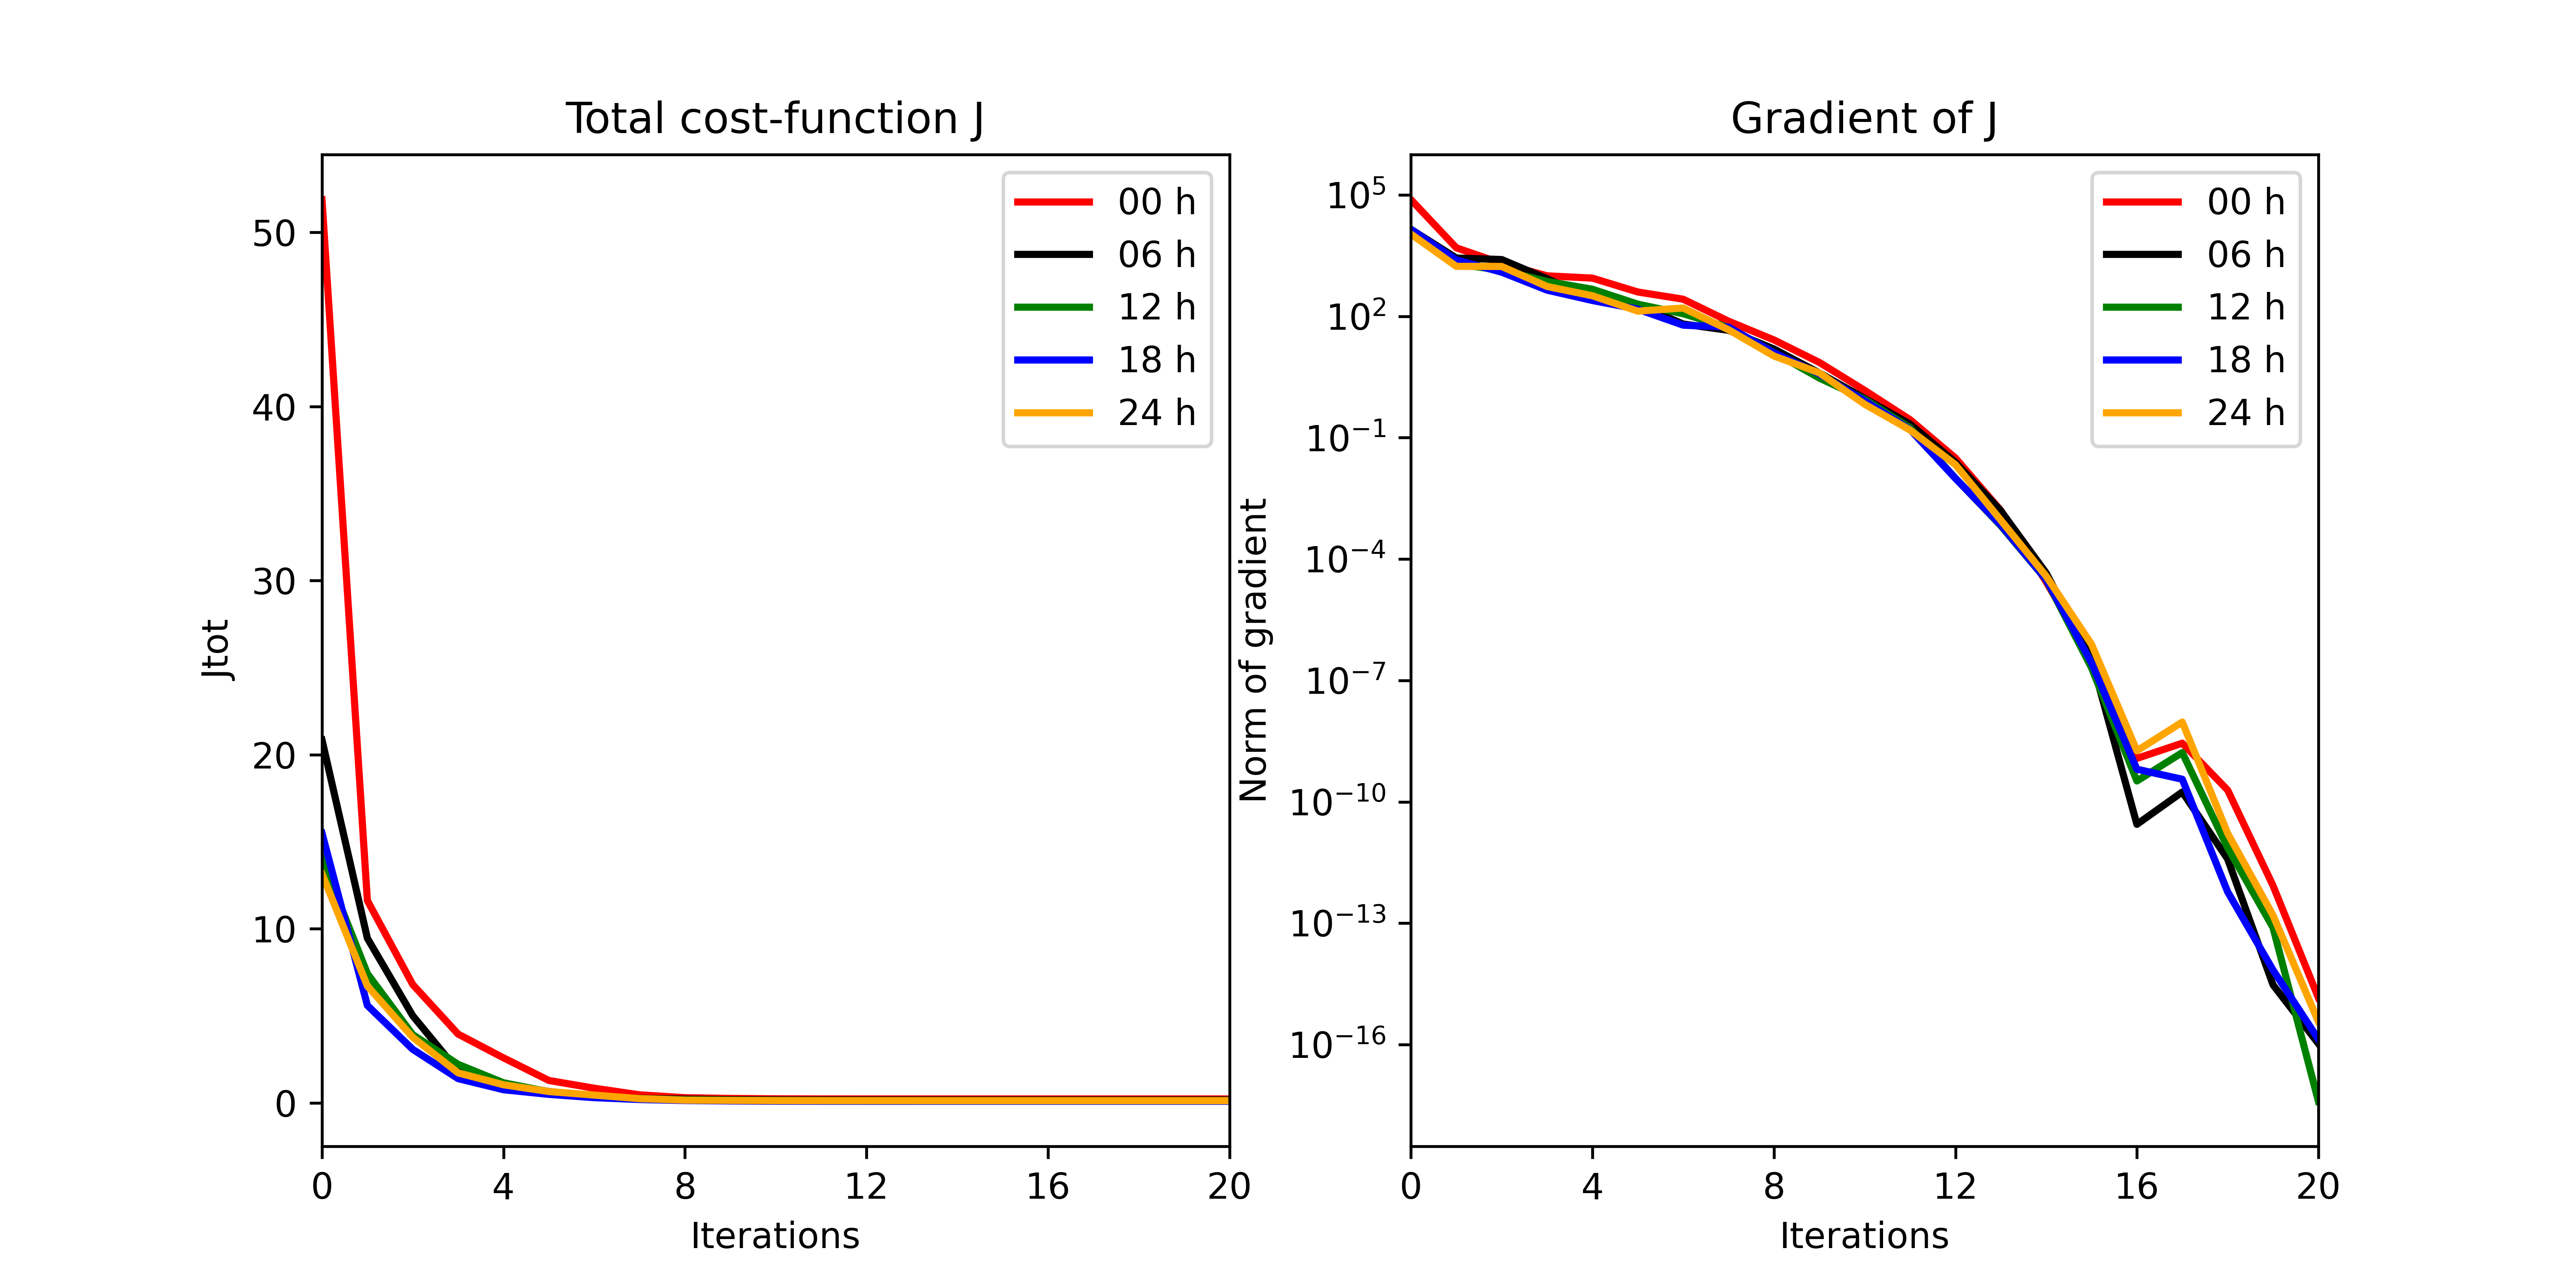 Total cost-function J
50
40
30
20
10
0
Jtot
0 4 8 12 16 20
Iterations
00 h
06 h
12 h
18 h
24 h
Gradient of J
10⁵
10²
10⁻¹
10⁻⁴
10⁻⁷
10⁻¹⁰
10⁻¹³
10⁻¹⁶
Norm of gradient
0 4 8 12 16 20
Iterations
00 h
06 h
12 h
18 h
24 h